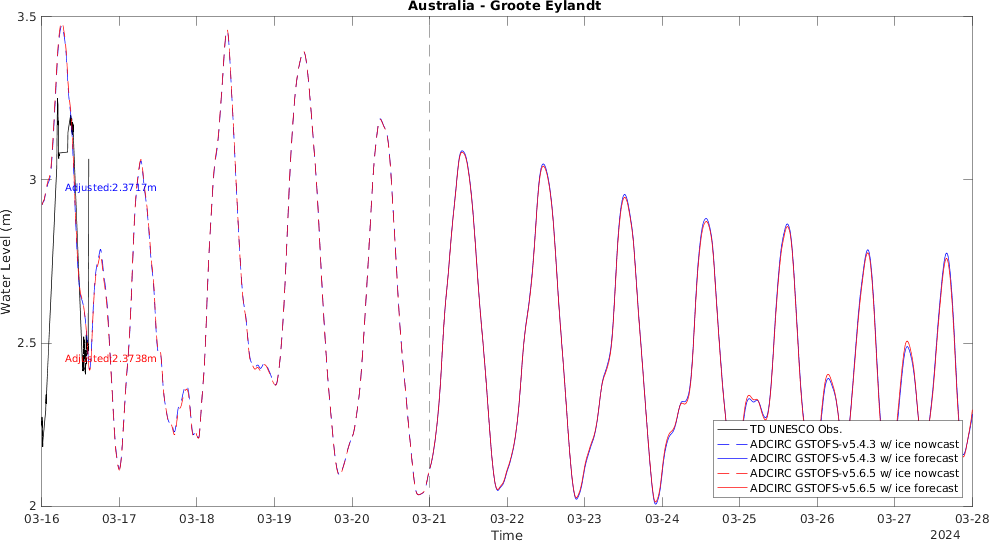 Australia - Groote Eylandt
3.5
3
2.5
2
Water Level (m)
Adjusted:2.3717m
Adjusted:2.3738m
TD UNESCO Obs.
ADCIRC GSTOFS-v5.4.3 w/ ice nowcast
ADCIRC GSTOFS-v5.4.3 w/ ice forecast
ADCIRC GSTOFS-v5.6.5 w/ ice nowcast
ADCIRC GSTOFS-v5.6.5 w/ ice forecast
03-16 03-17 03-18 03-19 03-20 03-21 03-22 03-23 03-24 03-25 03-26 03-27 03-28
Time
2024